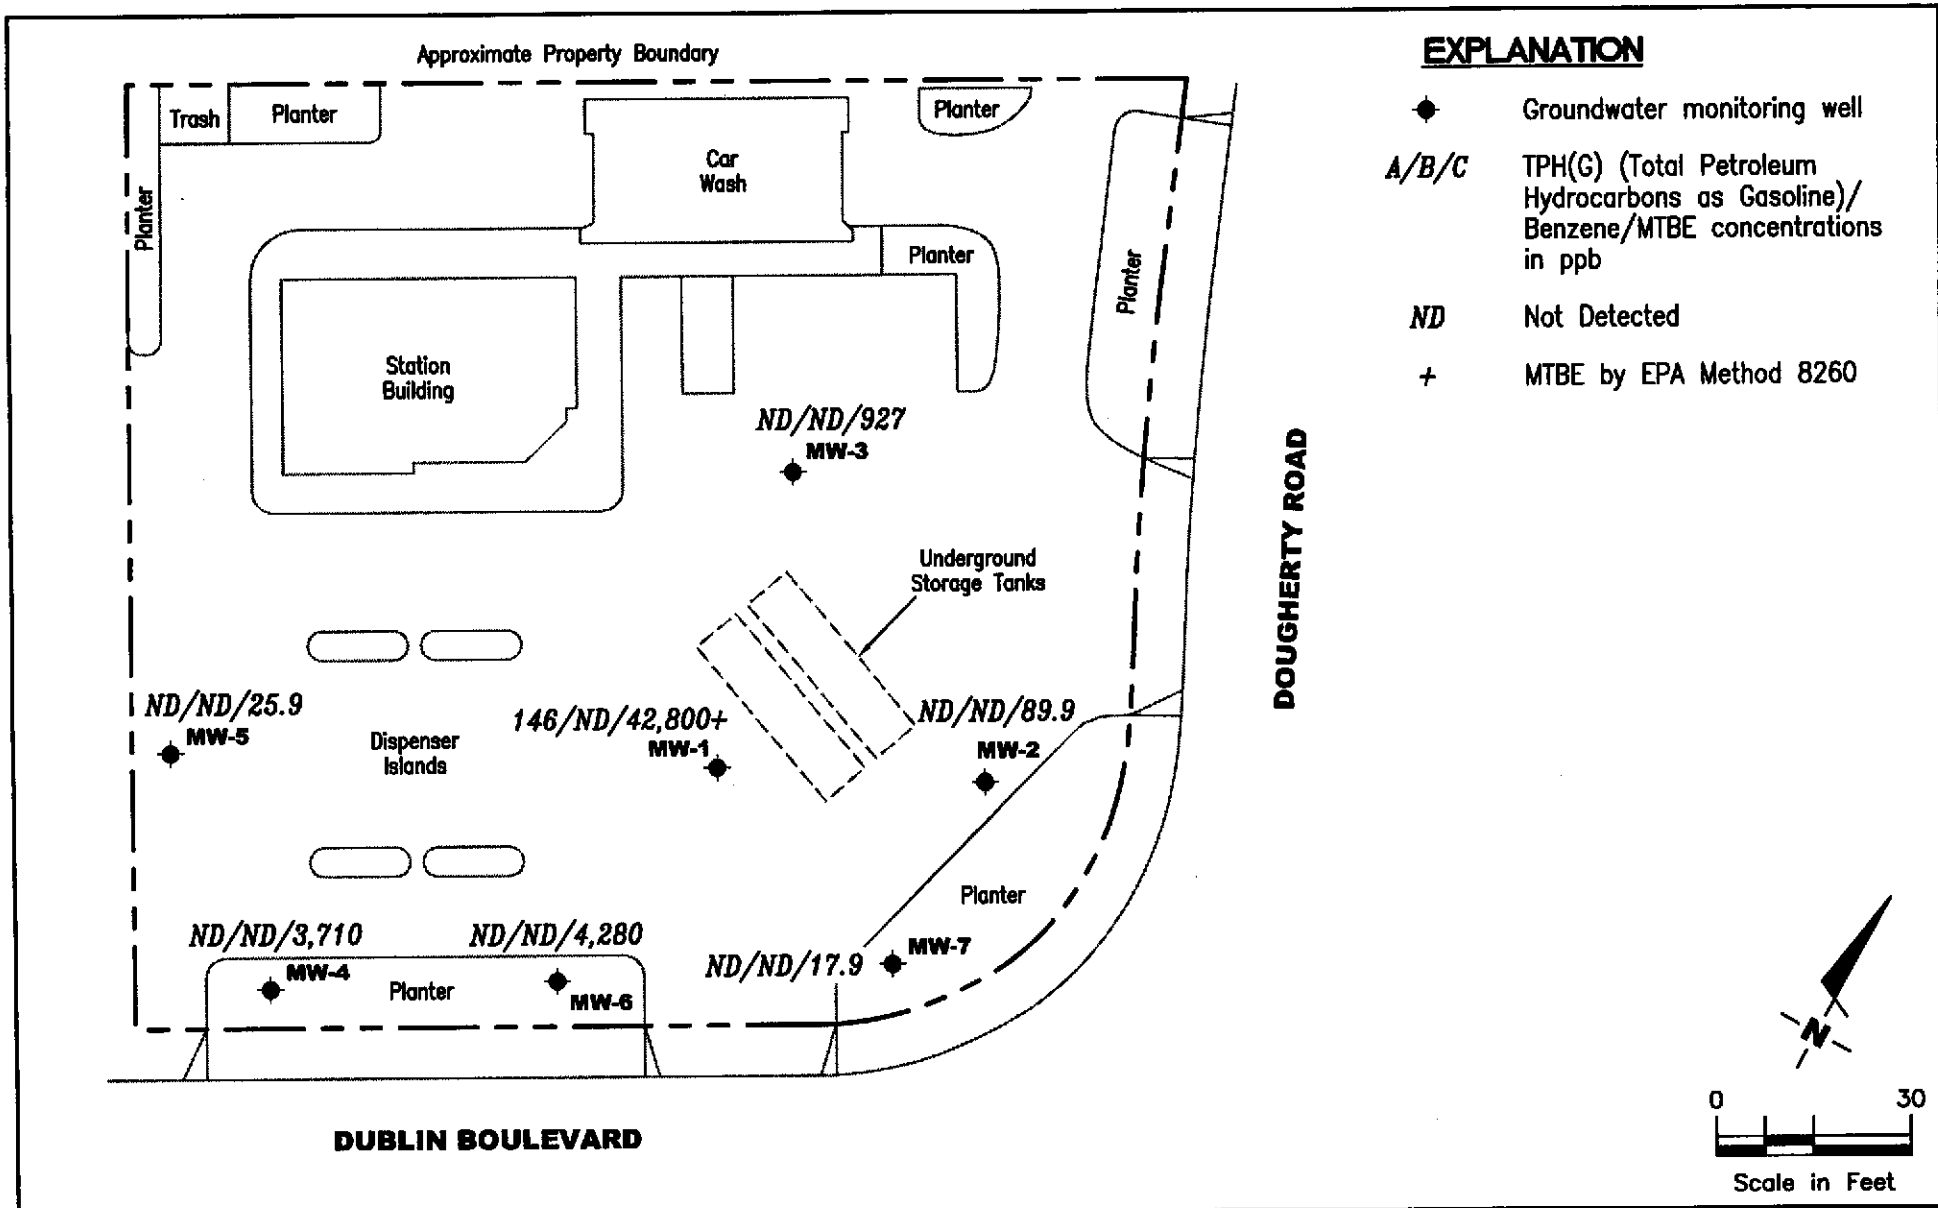 Approximate Property Boundary
Trash
Planter
Planter
Car
Wash
Planter
Planter
Planter
Station
Building
ND/ND/927
MW-3
Underground
Storage Tanks
ND/ND/25.9
MW-5
Dispenser
Islands
146/ND/42,800+
MW-1
ND/ND/89.9
MW-2
Planter
ND/ND/3,710
MW-4
Planter
ND/ND/4,280
MW-6
ND/ND/17.9
MW-7
DUBLIN BOULEVARD
DOUGHERTY ROAD
EXPLANATION
Groundwater monitoring well
A/B/C TPH(G) (Total Petroleum
Hydrocarbons as Gasoline)/
Benzene/MTBE concentrations
in ppb
ND Not Detected
+ MTBE by EPA Method 8260
N
0 30
Scale in Feet